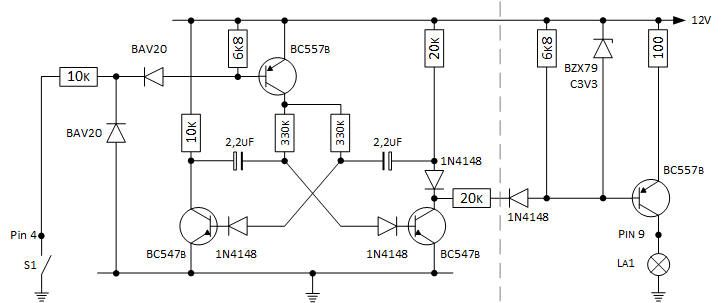 12V
BAV20
6K8
BC557B
20K
6K8
BZX79
C3V3
100
10K
BAV20
10K
330K
330K
2,2UF
2,2UF
1N4148
BC557B
20K
1N4148
Pin 4
S1
BC547B
1N4148
1N4148
BC547B
PIN 9
LA1